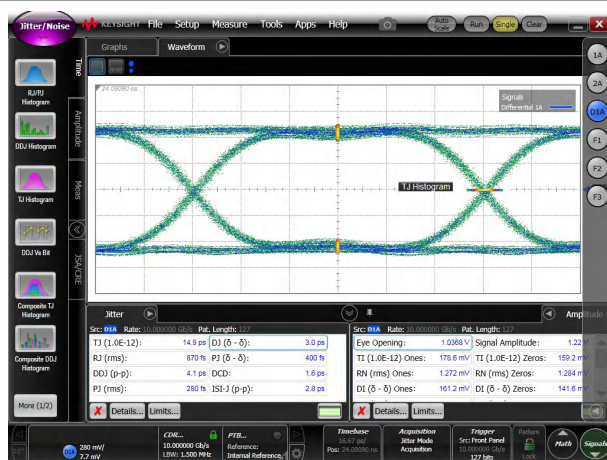 Jitter/Noise
KEYSIGHT File Setup Measure Tools Apps Help
Auto Scale
Run
Single
Clear
Graphs
Waveform
RJ/PJ Histogram
DDJ Histogram
TJ Histogram
DDJ Vs Bit
Composite TJ Histogram
Composite DDJ Histogram
More (1/2)
Time
Amplitude
Meas
JSA/CRE
24.09090 ns
Signals
Differential 1A
TJ Histogram
1A
2A
D1A
F1
F2
F3
Jitter
Src: D1A Rate: 10.000000 Gb/s Pat. Length: 127
TJ (1.0E-12): 14.9 ps DJ (δ - δ): 3.0 ps
RJ (rms): 870 fs PJ (δ - δ): 400 fs
DDJ (p-p): 4.1 ps DCD:
PJ (rms): 280 fs ISI-J (p-p): 2.8 ps
Details... Limits...
Amplitude
Src: D1A Rate: 10.000000 Gb/s Pat. Length: 127
Eye Opening: 1.0368 V Signal Amplitude: 1.22
TI (1.0E-12) Ones: 178.6 mV TI (1.0E-12) Zeros: 159.2 mV
RN (rms) Ones: 1.272 mV RN (rms) Zeros: 1.284 m
DI (δ - δ) Ones: 161.2 mV DI (δ - δ) Zeros: 141.6 m
Details... Limits...
D1A
280 mV/
7.7 mV
CDR...
10.000000 Gb/s
LBW: 1.500 MHz
PTB...
Reference:
Internal Reference
Timebase
16.67 ps/
Pos: 24.09090 ns
Acquisition
Jitter Mode
Acquisition
Trigger
Src: Front Panel
10.000000 Gb/s
127 bits
Pattern
Lock
Math
Signals